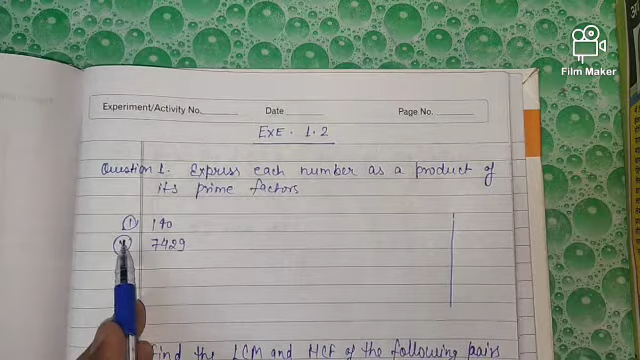 Film Maker
Experiment/Activity No.
Date
Page No.
EXE. 1.2
Question 1. Express each number as a product of
its prime factors
① 140
7429
find the LCM and HCF of the following pairs